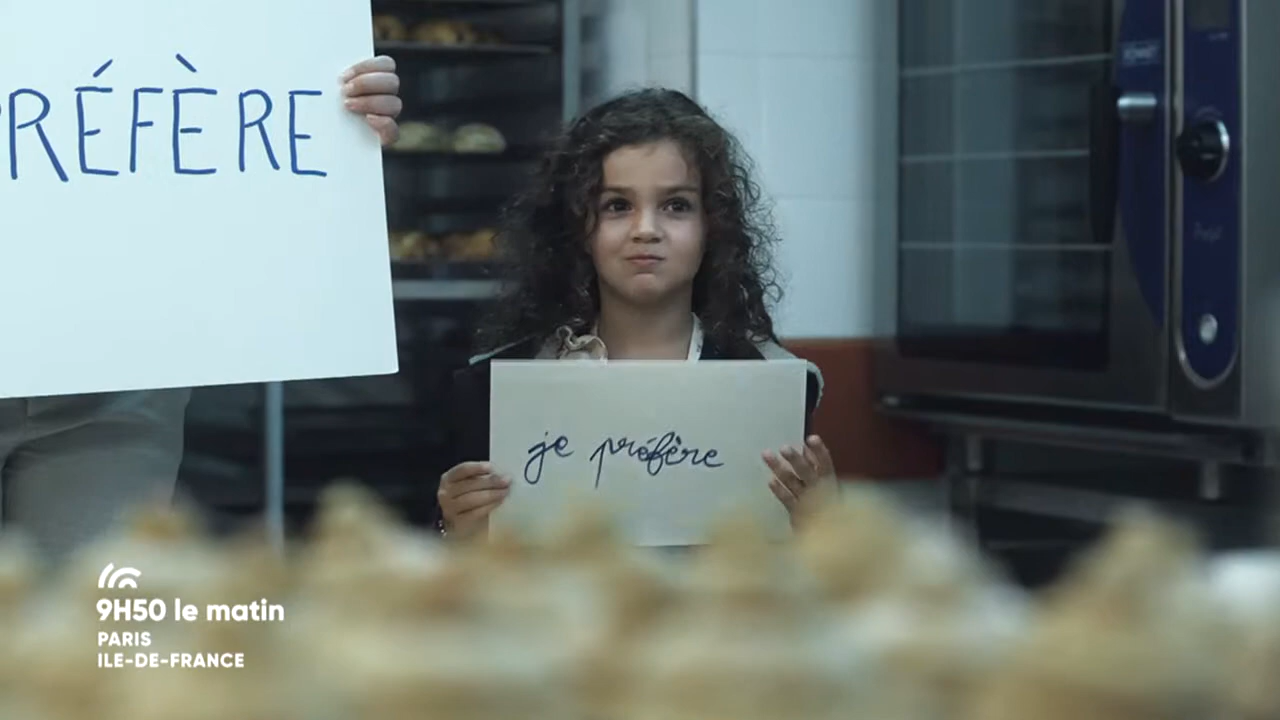 RÉFÈRE
je préfère
9H50 le matin
PARIS
ILE-DE-FRANCE